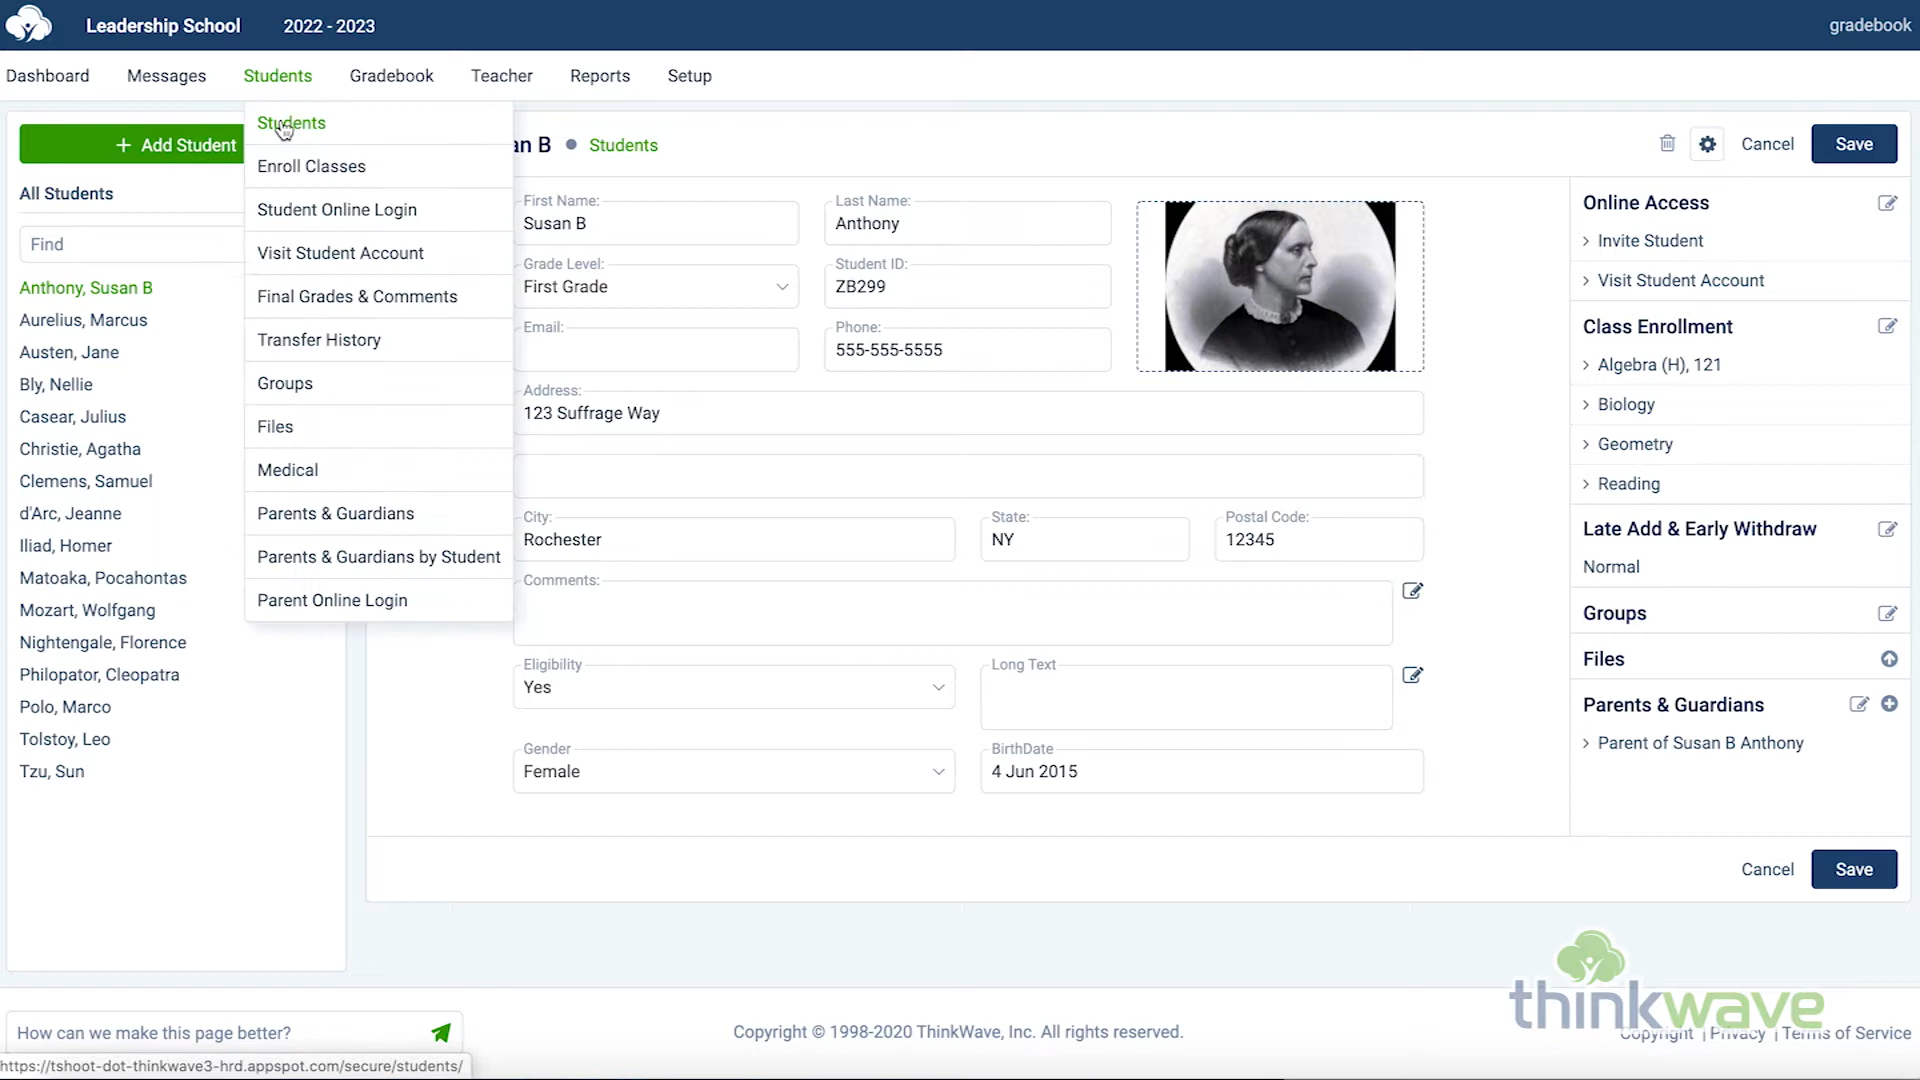 Leadership School 2022 - 2023 gradebook
Dashboard Messages Students Gradebook Teacher Reports Setup
Students
Enroll Classes
Student Online Login
Visit Student Account
Final Grades & Comments
Transfer History
Groups
Files
Medical
Parents & Guardians
Parents & Guardians by Student
Parent Online Login
+ Add Student
All Students
Find
Anthony, Susan B
Aurelius, Marcus
Austen, Jane
Bly, Nellie
Casear, Julius
Christie, Agatha
Clemens, Samuel
d'Arc, Jeanne
Iliad, Homer
Matoaka, Pocahontas
Mozart, Wolfgang
Nightengale, Florence
Philopator, Cleopatra
Polo, Marco
Tolstoy, Leo
Tzu, Sun
an B Students Cancel Save
First Name: Last Name:
Susan B Anthony
Grade Level: Student ID:
First Grade ZB299
Email: Phone:
555-555-5555
Address:
123 Suffrage Way
City: State: Postal Code:
Rochester NY 12345
Comments:
Eligibility Long Text
Yes
Gender BirthDate
Female 4 Jun 2015
Online Access
Invite Student
Visit Student Account
Class Enrollment
Algebra (H), 121
Biology
Geometry
Reading
Late Add & Early Withdraw
Normal
Groups
Files
Parents & Guardians
Parent of Susan B Anthony
Cancel Save
thinkwave
How can we make this page better? Copyright © 1998-2020 ThinkWave, Inc. All rights reserved. Copyright | Privacy | Terms of Service
https://tshoot-dot-thinkwave3-hrd.appspot.com/secure/students/